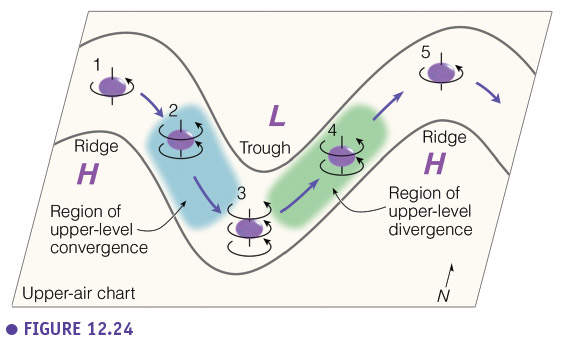 1
2
3
4
5
Ridge
H
L
Trough
Ridge
H
Region of
upper-level
convergence
Region of
upper-level
divergence
Upper-air chart
N
● FIGURE 12.24